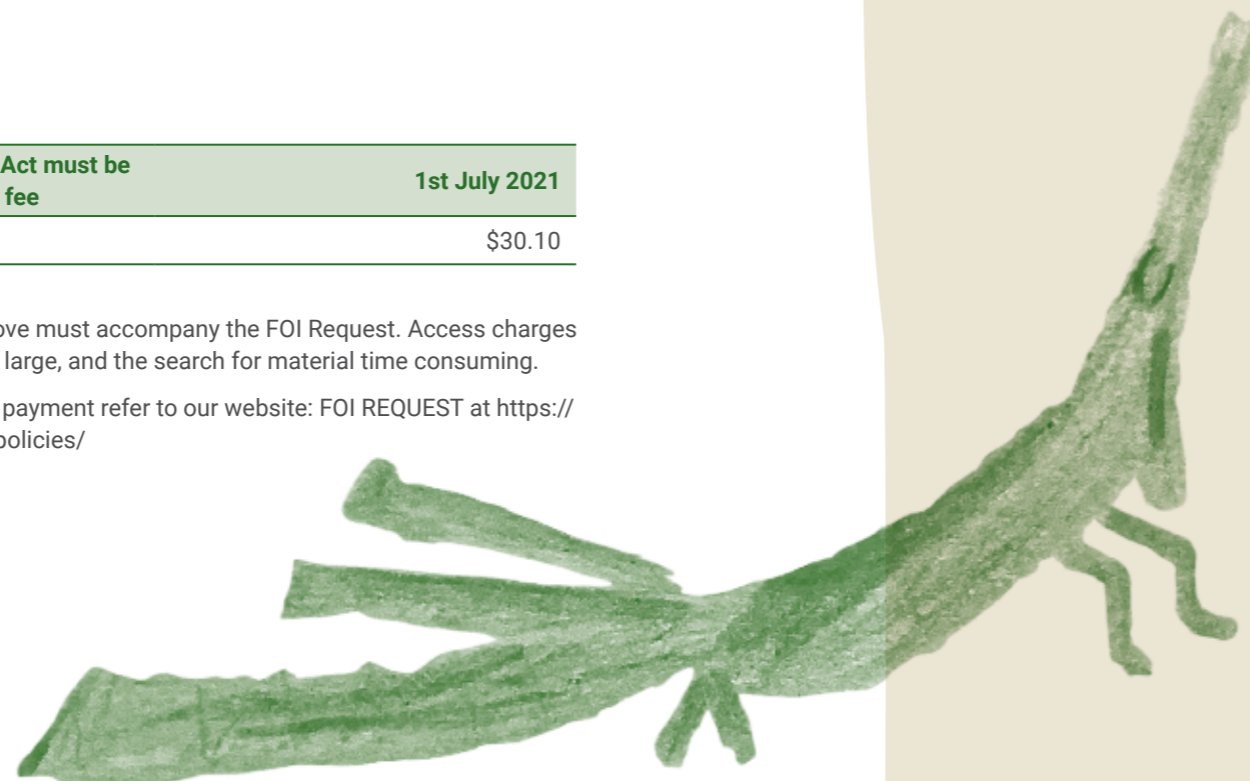 Act must be
fee
1st July 2021
$30.10
must accompany the FOI Request. Access charges
large, and the search for material time consuming.
payment refer to our website: FOI REQUEST at https://
policies/